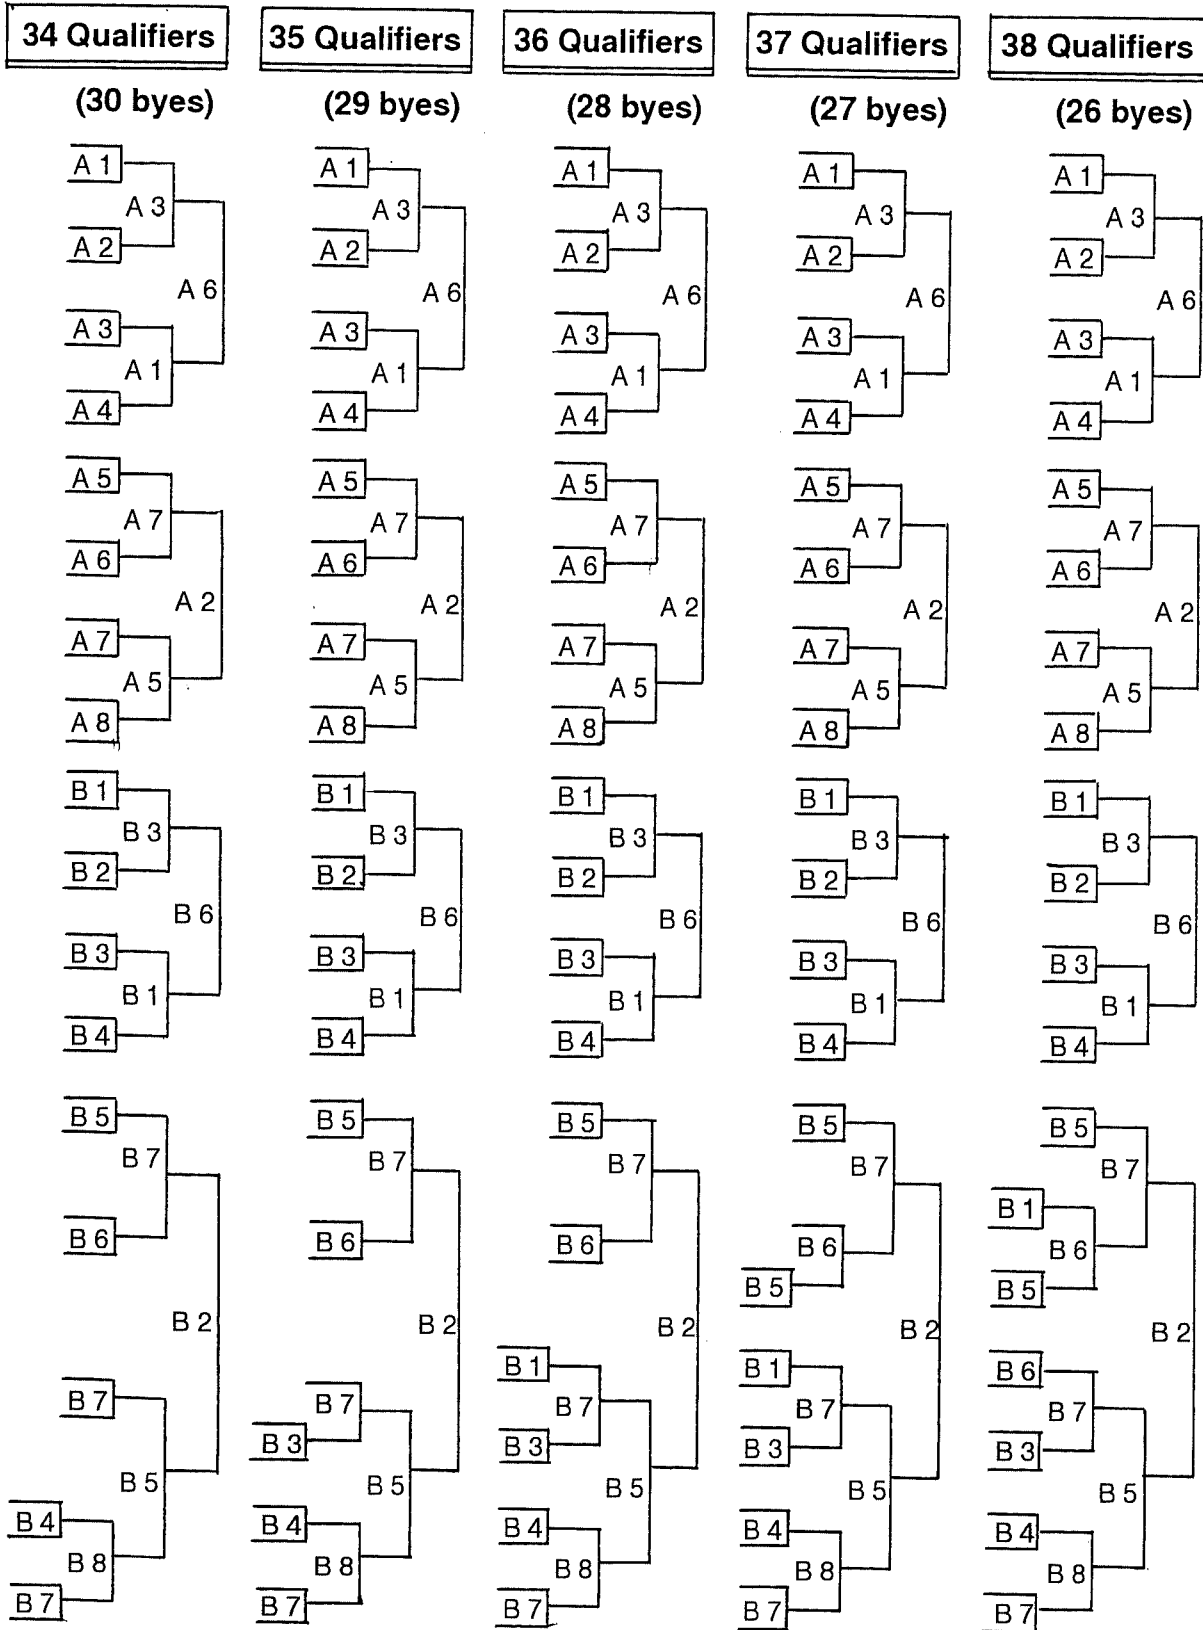 34 Qualifiers 35 Qualifiers 36 Qualifiers 37 Qualifiers 38 Qualifiers
(30 byes) (29 byes) (28 byes) (27 byes) (26 byes)
A 1 A 1 A 1 A 1 A 1
A 3 A 3 A 3 A 3 A 3
A 2 A 2 A 2 A 2 A 2
A 6 A 6 A 6 A 6 A 6
A 3 A 3 A 3 A 3 A 3
A 1 A 1 A 1 A 1 A 1
A 4 A 4 A 4 A 4 A 4
A 5 A 5 A 5 A 5 A 5
A 7 A 7 A 7 A 7 A 7
A 6 A 6 A 6 A 6 A 6
A 2 A 2 A 2 A 2 A 2
A 7 A 7 A 7 A 7 A 7
A 5 A 5 A 5 A 5 A 5
A 8 A 8 A 8 A 8 A 8
B 1 B 1 B 1 B 1 B 1
B 3 B 3 B 3 B 3 B 3
B 2 B 2 B 2 B 2 B 2
B 6 B 6 B 6 B 6 B 6
B 3 B 3 B 3 B 3 B 3
B 1 B 1 B 1 B 1 B 1
B 4 B 4 B 4 B 4 B 4
B 5 B 5 B 5 B 5 B 5
B 7 B 7 B 7 B 7 B 7
B 1
B 6 B 6 B 6 B 6 B 6
B 5 B 5
B 2 B 2 B 2 B 2 B 2
B 1 B 1 B 6
B 7 B 7 B 7 B 7 B 7
B 3 B 3 B 3 B 3
B 5 B 5 B 5 B 5 B 5
B 4 B 4 B 4 B 4 B 4
B 8 B 8 B 8 B 8 B 8
B 7 B 7 B 7 B 7 B 7